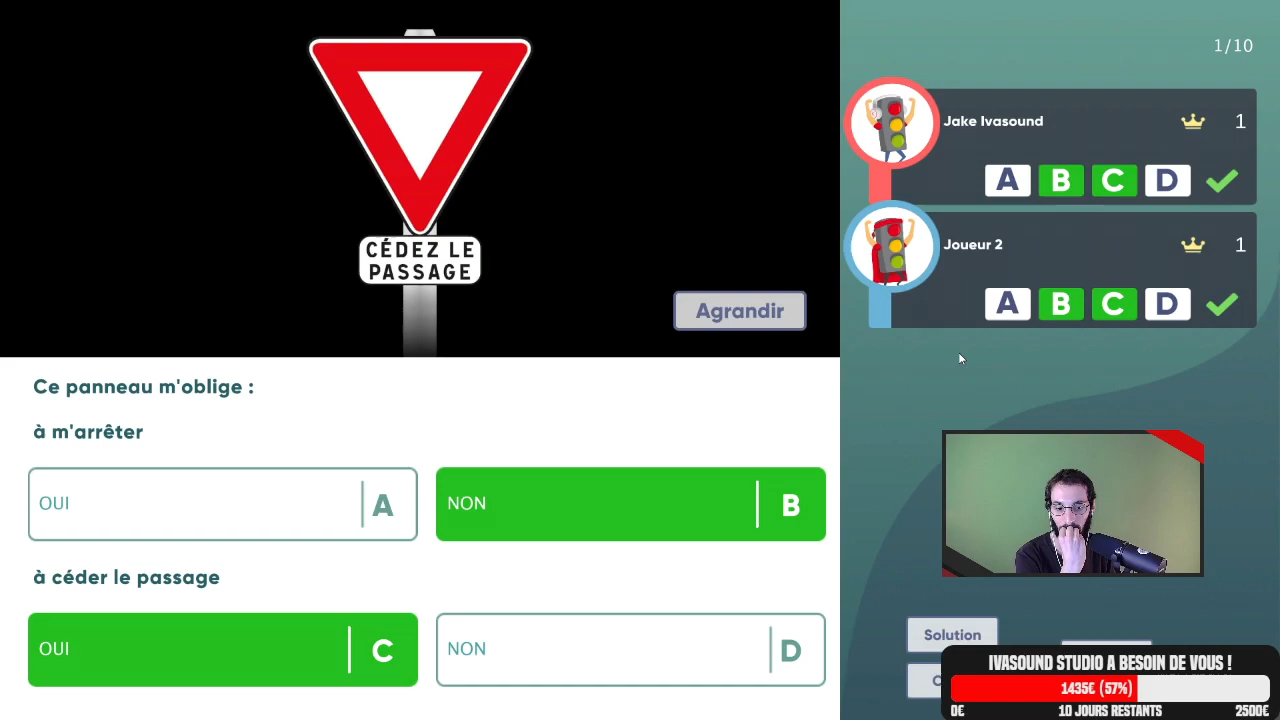 CÉDEZ LE
PASSAGE
Agrandir
Ce panneau m'oblige :
à m'arrêter
OUI
A
NON
B
à céder le passage
OUI
C
NON
D
1/10
Jake Ivasound
1
A B C D
Joueur 2
1
A B C D
Solution
IVASOUND STUDIO A BESOIN DE VOUS !
1435€ (57%)
0€
10 JOURS RESTANTS
2500€